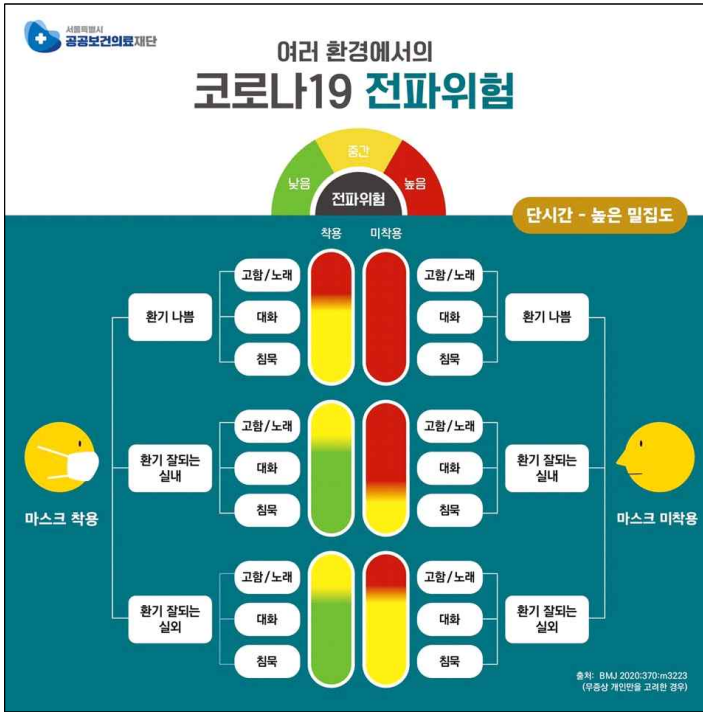 서울특별시
공공보건의료재단
여러 환경에서의
코로나19 전파위험
낮음
중간
높음
전파위험
단시간 - 높은 밀집도
착용
미착용
고함/노래
고함/노래
환기 나쁨
대화
대화
환기 나쁨
침묵
침묵
고함/노래
고함/노래
환기 잘되는
실내
대화
대화
환기 잘되는
실내
침묵
침묵
마스크 착용
마스크 미착용
고함/노래
고함/노래
환기 잘되는
실외
대화
대화
환기 잘되는
실외
침묵
침묵
출처: BMJ 2020:370:m3223
(무증상 개인만을 고려한 경우)